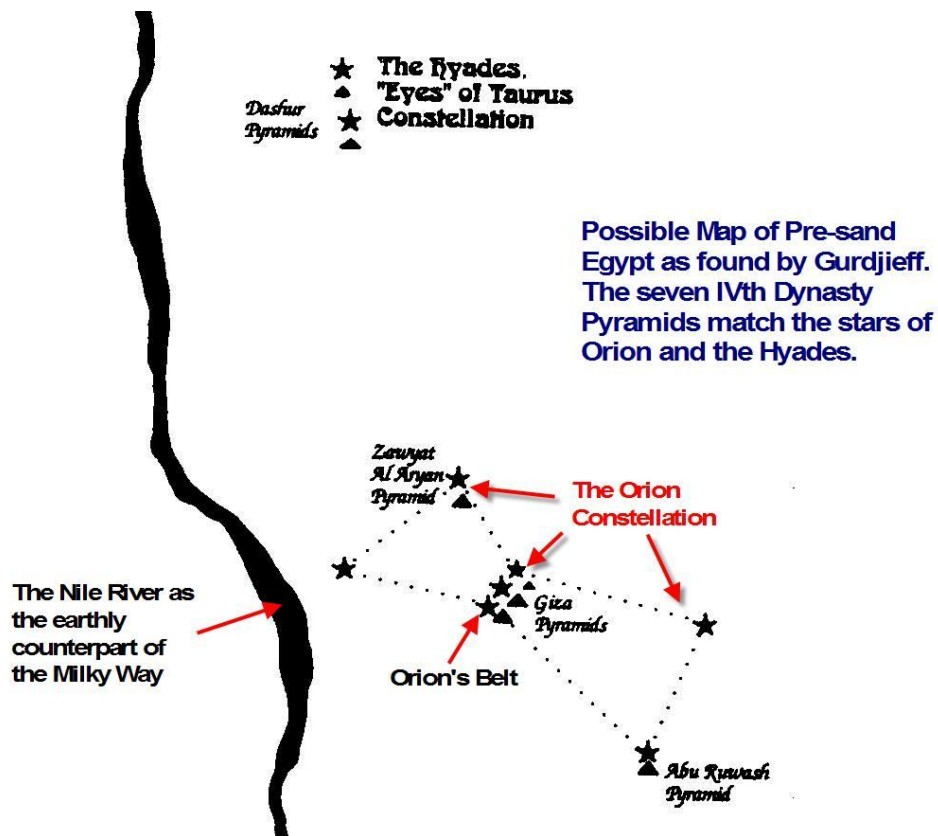 The Hyades,
"Eyes" of Taurus
Constellation
Dashur
Pyramids
Possible Map of Pre-sand
Egypt as found by Gurdjieff.
The seven IVth Dynasty
Pyramids match the stars of
Orion and the Hyades.
Zawyat
Al Aryan
Pyramid
The Orion
Constellation
The Nile River as
the earthly
counterpart of
the Milky Way
Giza
Pyramids
Orion's Belt
Abu Ruwash
Pyramid